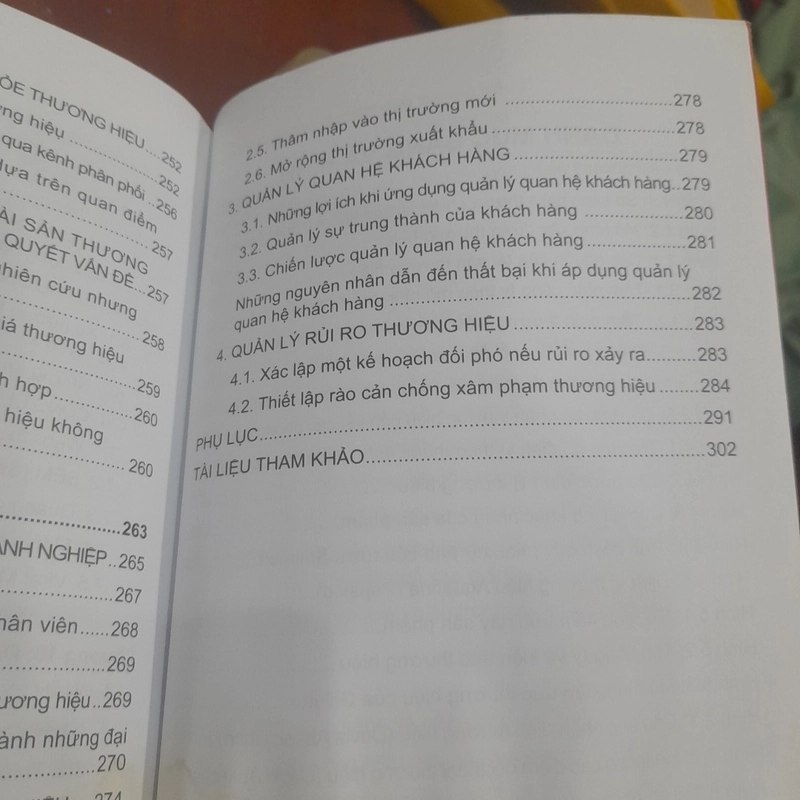 ỎE THƯƠNG HIỆU....252
ng hiệu ....................252
qua kênh phân phối ..256
dựa trên quan điểm
..........................257
ÀI SẢN THƯƠNG
QUYẾT VẤN ĐỀ...257
hiên cứu nhưng
..........................258
iá thương hiệu
..........................259
h hợp..................260
hiệu không
..........................260
..........................263
ANH NGHIỆP..265
..........................267
hân viên......268
..........................269
ương hiệu..269
ành những đại
..........................270
274
2.5. Thâm nhập vào thị trường mới ..............................278
2.6. Mở rộng thị trường xuất khẩu.................................278
3. QUẢN LÝ QUAN HỆ KHÁCH HÀNG..............................279
3.1. Những lợi ích khi ứng dụng quản lý quan hệ khách hàng..279
3.2. Quản lý sự trung thành của khách hàng ..................280
3.3. Chiến lược quản lý quan hệ khách hàng..................281
Những nguyên nhân dẫn đến thất bại khi áp dụng quản lý
quan hệ khách hàng ......................................................282
4. QUẢN LÝ RỦI RO THƯƠNG HIỆU................................283
4.1. Xác lập một kế hoạch đối phó nếu rủi ro xảy ra............283
4.2. Thiết lập rào cản chống xâm phạm thương hiệu...........284
PHỤ LỤC......................................................................291
TÀI LIỆU THAM KHẢO...................................................302